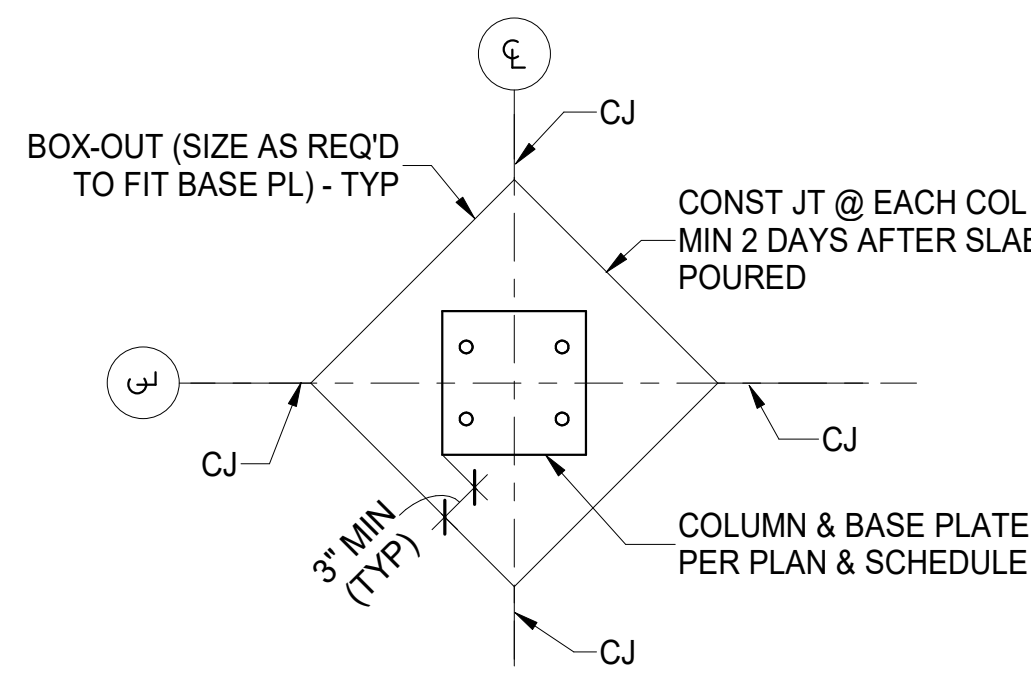 ℄
CJ
BOX-OUT (SIZE AS REQ'D
TO FIT BASE PL) - TYP
CONST JT @ EACH COL
MIN 2 DAYS AFTER SLAB
POURED
℄
CJ
CJ
3" MIN
(TYP)
COLUMN & BASE PLATE
PER PLAN & SCHEDULE
CJ